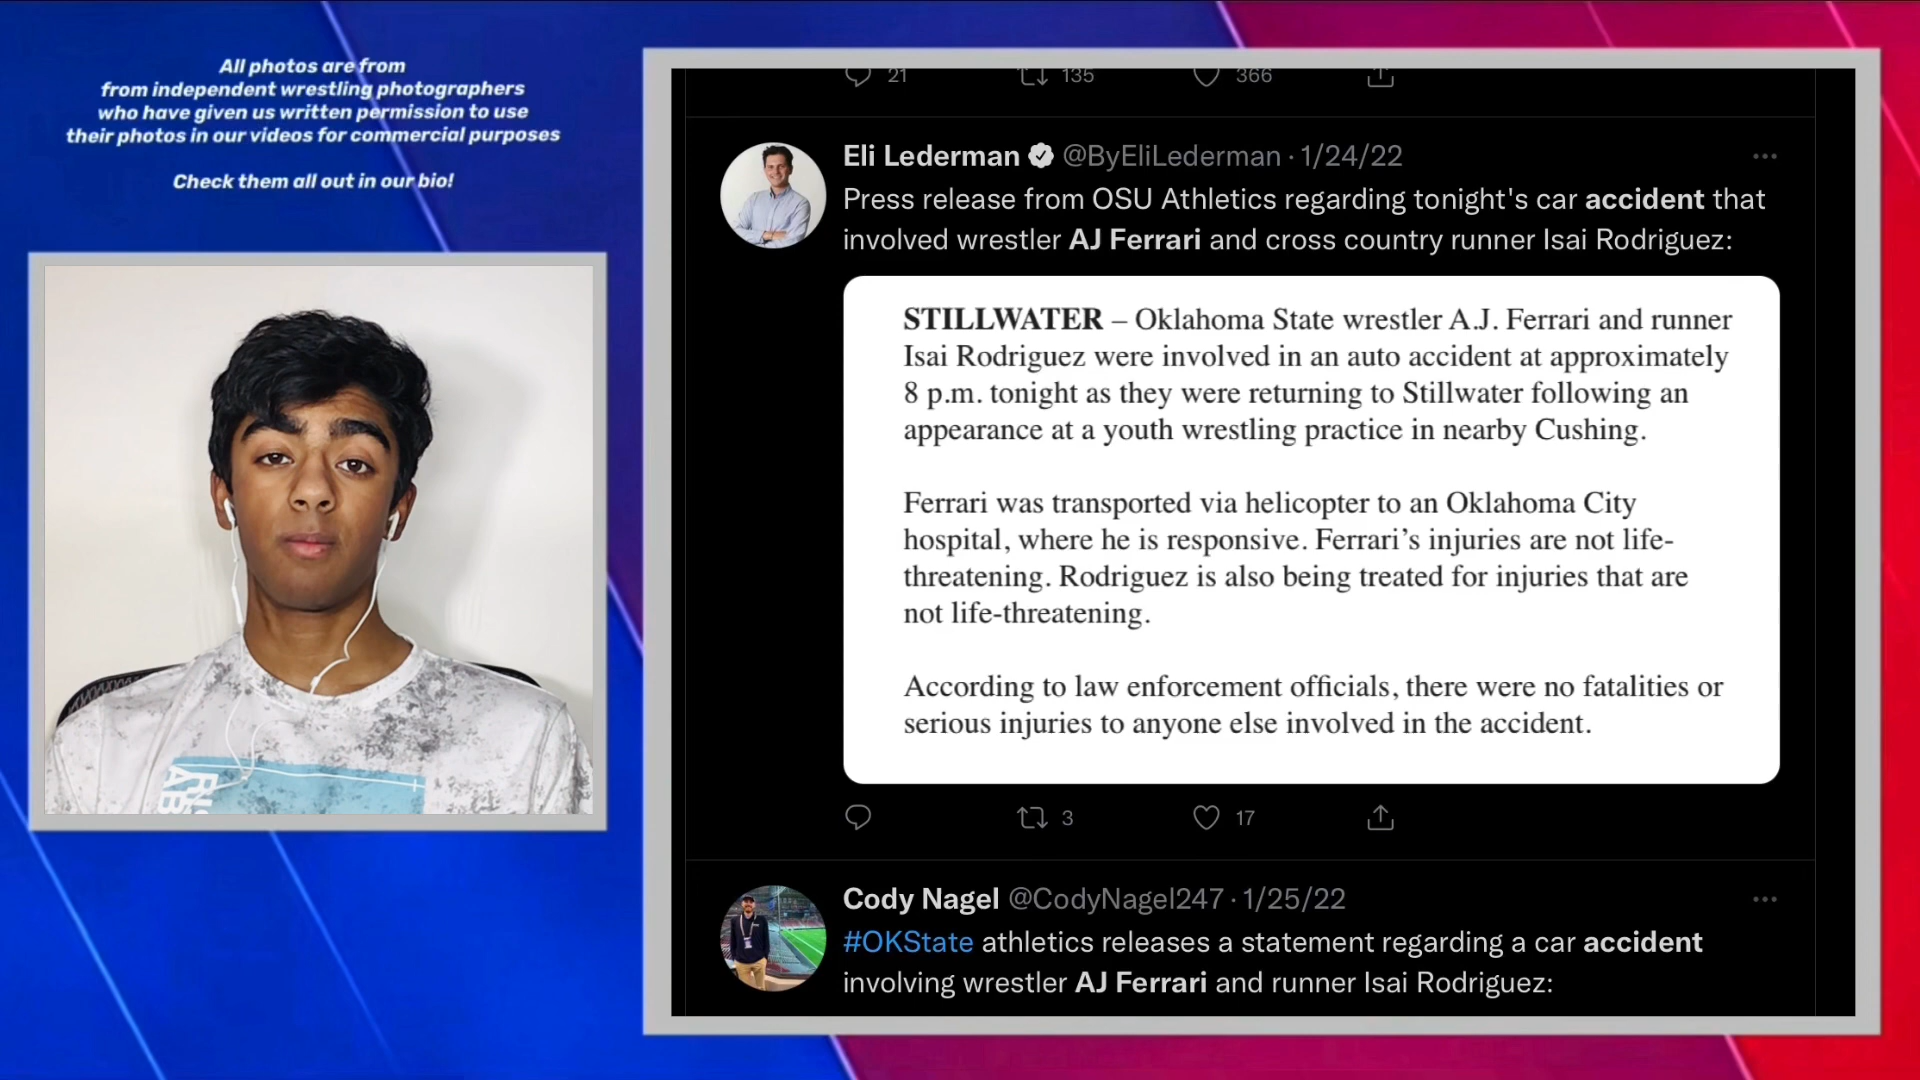 All photos are from
from independent wrestling photographers
who have given us written permission to use
their photos in our videos for commercial purposes
Check them all out in our bio!
21 135 366
Eli Lederman @ByEliLederman · 1/24/22
Press release from OSU Athletics regarding tonight's car accident that
involved wrestler AJ Ferrari and cross country runner Isai Rodriguez:
STILLWATER – Oklahoma State wrestler A.J. Ferrari and runner
Isai Rodriguez were involved in an auto accident at approximately
8 p.m. tonight as they were returning to Stillwater following an
appearance at a youth wrestling practice in nearby Cushing.
Ferrari was transported via helicopter to an Oklahoma City
hospital, where he is responsive. Ferrari’s injuries are not life-
threatening. Rodriguez is also being treated for injuries that are
not life-threatening.
According to law enforcement officials, there were no fatalities or
serious injuries to anyone else involved in the accident.
3 17
Cody Nagel @CodyNagel247 · 1/25/22
#OKState athletics releases a statement regarding a car accident
involving wrestler AJ Ferrari and runner Isai Rodriguez: